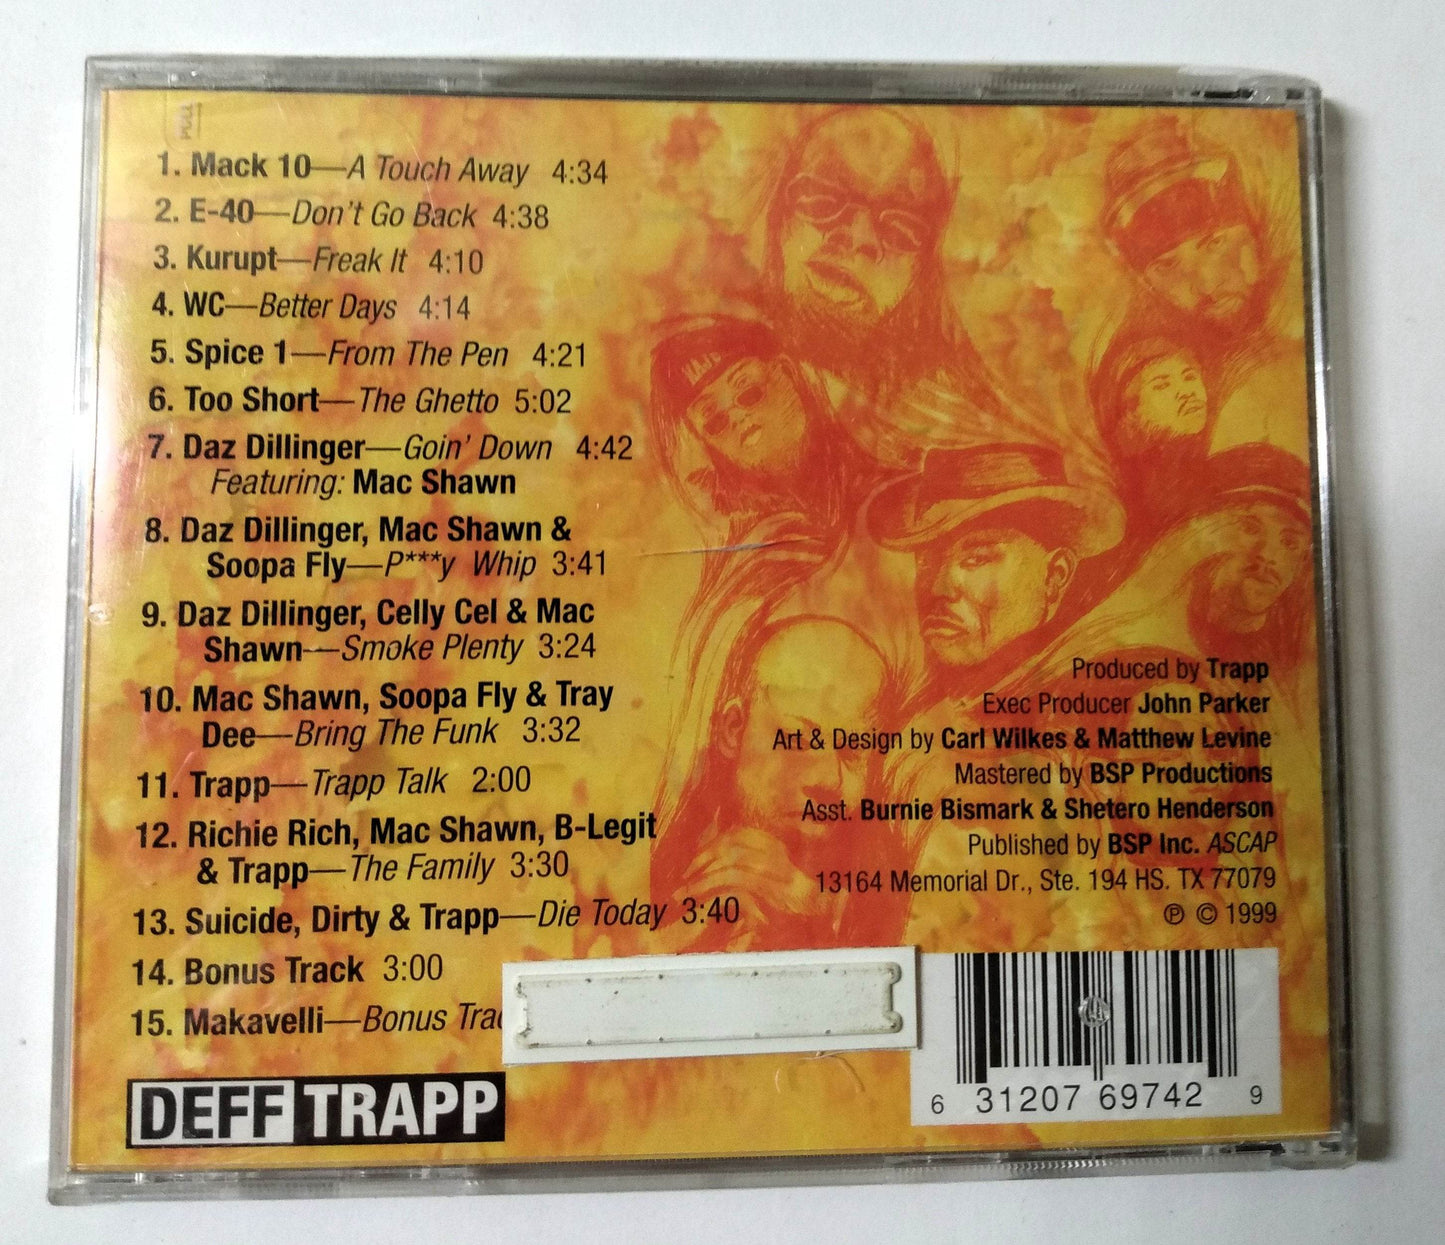 PULL
1. Mack 10—A Touch Away 4:34
2. E-40—Don't Go Back 4:38
3. Kurupt—Freak It 4:10
4. WC—Better Days 4:14
5. Spice 1—From The Pen 4:21
6. Too Short—The Ghetto 5:02
7. Daz Dillinger—Goin' Down 4:42
Featuring: Mac Shawn
8. Daz Dillinger, Mac Shawn &
Soopa Fly—P***y Whip 3:41
9. Daz Dillinger, Celly Cel & Mac
Shawn—Smoke Plenty 3:24
10. Mac Shawn, Soopa Fly & Tray
Dee—Bring The Funk 3:32
11. Trapp—Trapp Talk 2:00
12. Richie Rich, Mac Shawn, B-Legit
& Trapp—The Family 3:30
13. Suicide, Dirty & Trapp—Die Today 3:40
14. Bonus Track 3:00
15. Makavelli—Bonus
DEFF TRAPP
Produced by Trapp
Exec Producer John Parker
Art & Design by Carl Wilkes & Matthew Levine
Mastered by BSP Productions
Asst. Burnie Bismark & Shetero Henderson
Published by BSP Inc. ASCAP
13164 Memorial Dr., Ste. 194 HS. TX 77079
℗ © 1999
6 31207 69742 9